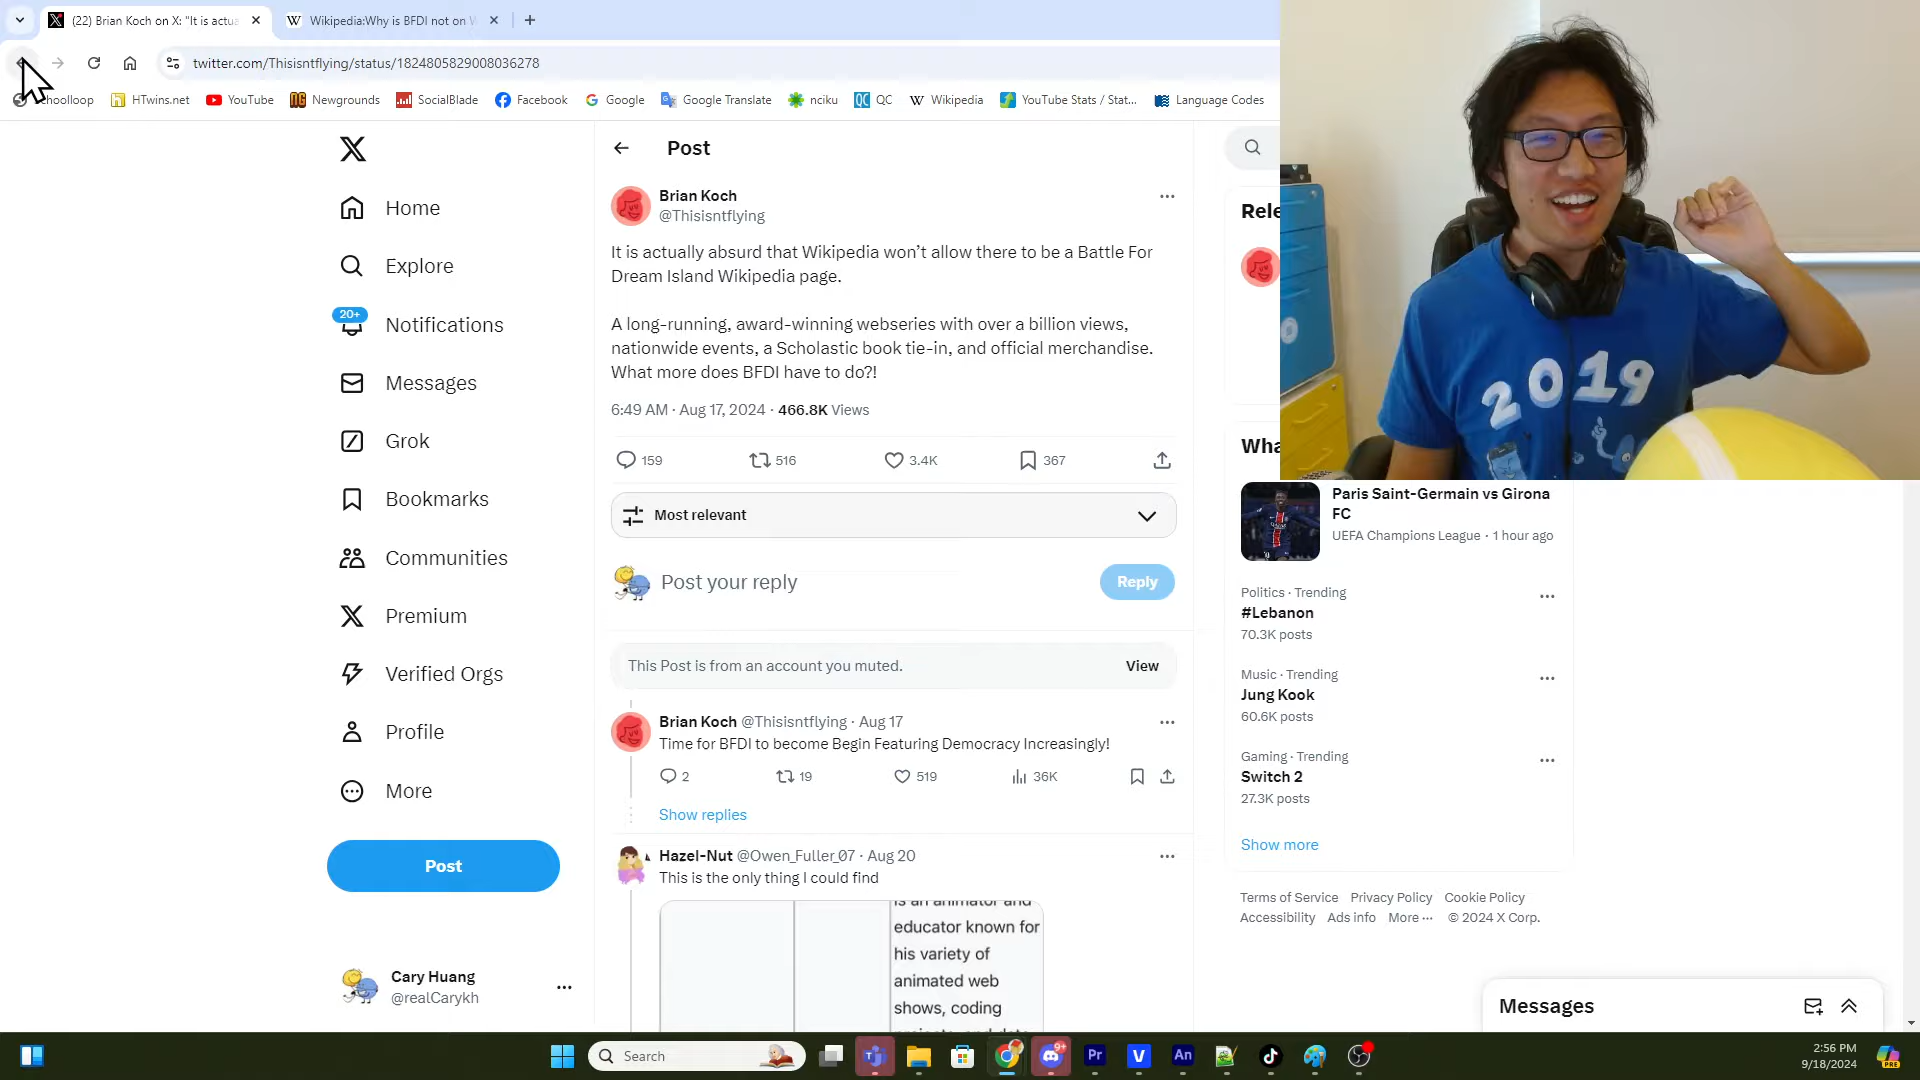 (22) Brian Koch on X: "It is actua
Wikipedia:Why is BFDI not on W
twitter.com/Thisisntflying/status/1824805829008036278
choolloop
HTwins.net
YouTube
Newgrounds
SocialBlade
Facebook
Google
Google Translate
nciku
QC
QC
Wikipedia
YouTube Stats / Stat...
Language Codes
Home
Explore
20+
Notifications
Messages
Grok
Bookmarks
Communities
Premium
Verified Orgs
Profile
More
Post
Cary Huang
@realCarykh
Post
Brian Koch
@Thisisntflying
It is actually absurd that Wikipedia won’t allow there to be a Battle For
Dream Island Wikipedia page.
A long-running, award-winning webseries with over a billion views,
nationwide events, a Scholastic book tie-in, and official merchandise.
What more does BFDI have to do?!
6:49 AM · Aug 17, 2024 · 466.8K Views
159
516
3.4K
367
Most relevant
Post your reply
Reply
This Post is from an account you muted.
View
Brian Koch @Thisisntflying · Aug 17
Time for BFDI to become Begin Featuring Democracy Increasingly!
2
19
519
36K
Show replies
Hazel-Nut @Owen_Fuller_07 · Aug 20
This is the only thing I could find
is an animator and
educator known for
his variety of
animated web
shows, coding
Rele
2019
Wha
Paris Saint-Germain vs Girona
FC
UEFA Champions League · 1 hour ago
Politics · Trending
#Lebanon
70.3K posts
Music · Trending
Jung Kook
60.6K posts
Gaming · Trending
Switch 2
27.3K posts
Show more
Terms of Service Privacy Policy Cookie Policy
Accessibility Ads info More ··· © 2024 X Corp.
Messages
Search
9+
Pr
V
An
2:56 PM
9/18/2024
PRE